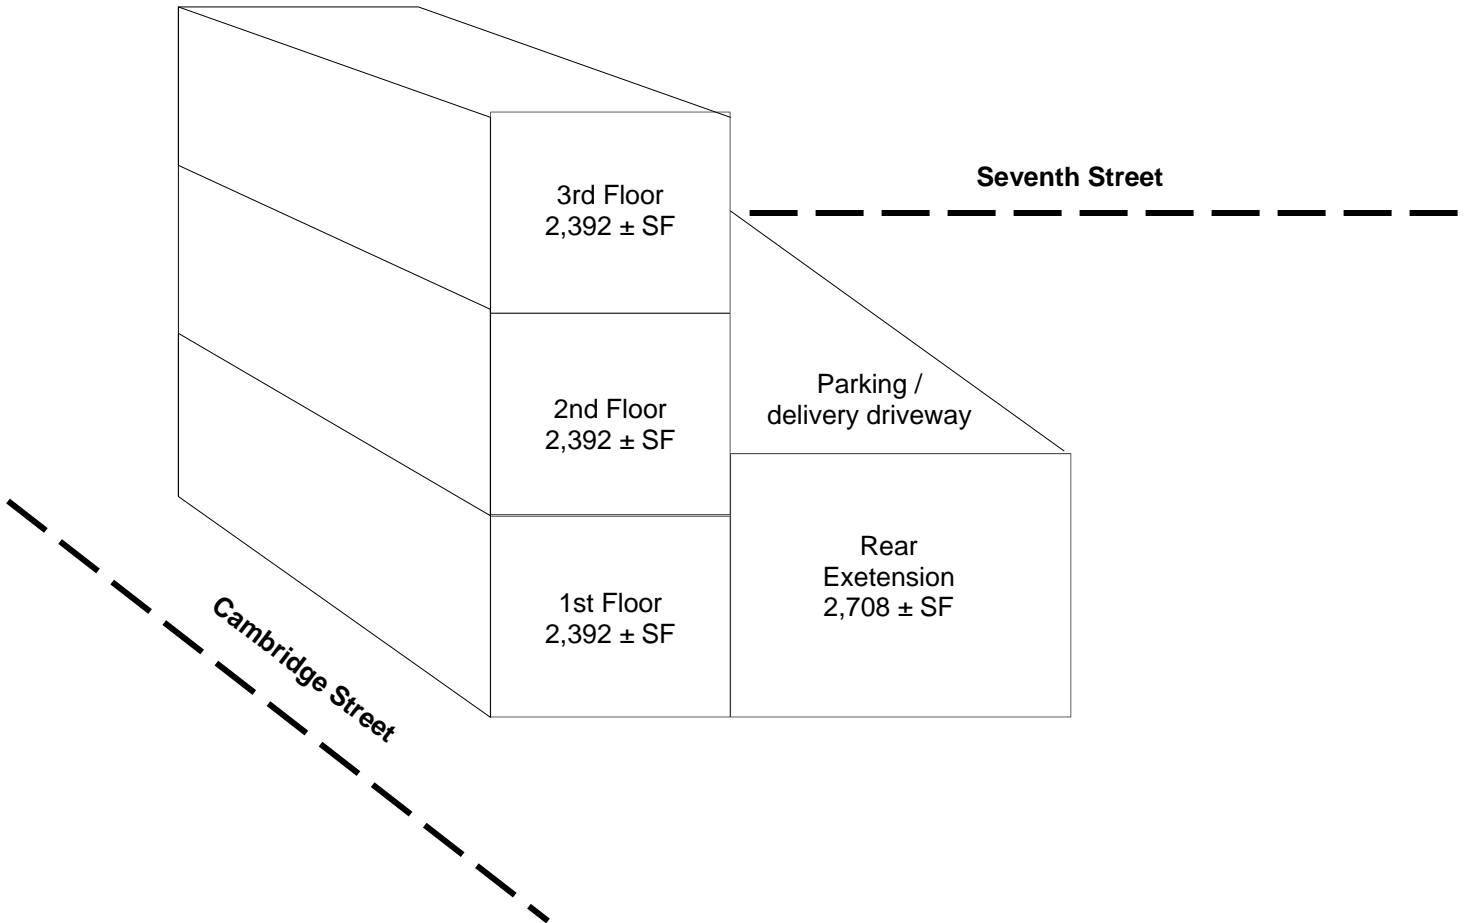 Seventh Street
3rd Floor
2,392 ± SF
Parking /
delivery driveway
2nd Floor
2,392 ± SF
Rear
Exetension
2,708 ± SF
1st Floor
2,392 ± SF
Cambridge Street